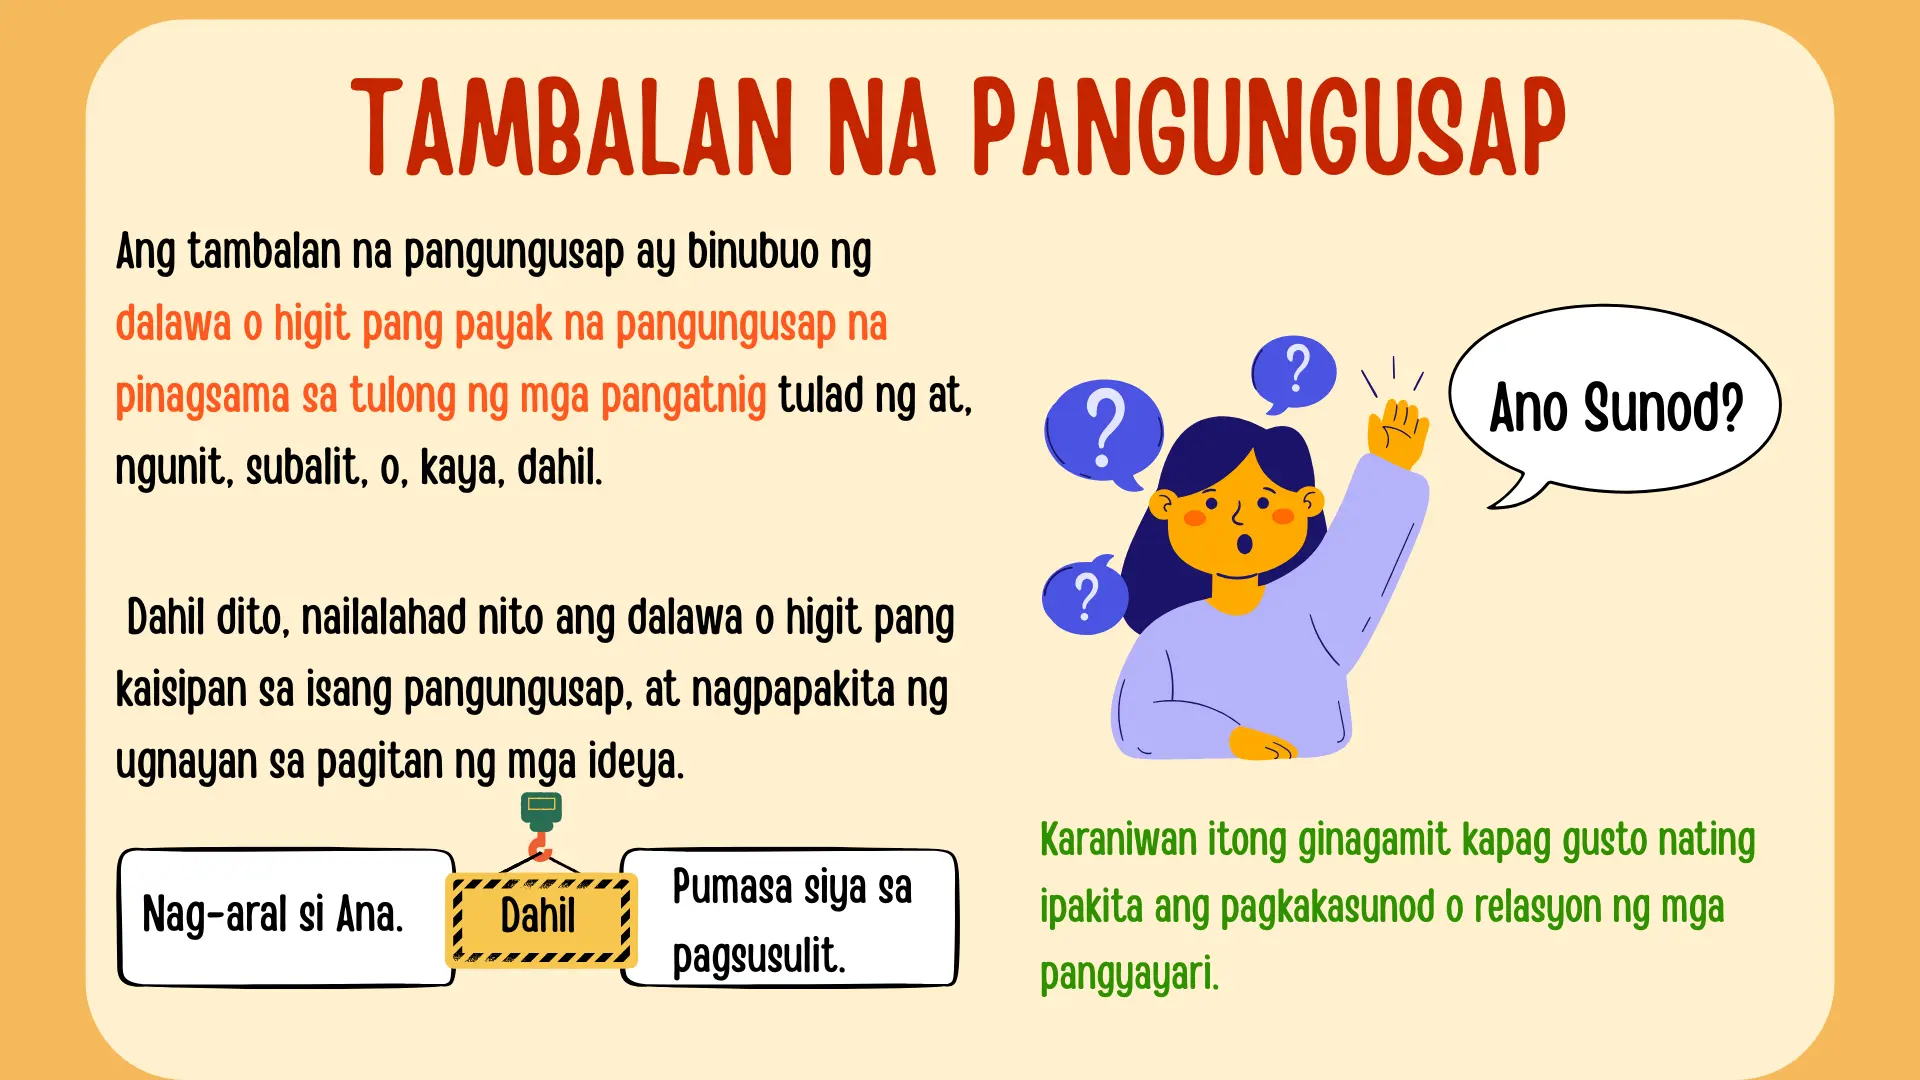 TAMBALAN NA PANGUNGUSAP
Ang tambalan na pangungusap ay binubuo ng
dalawa o higit pang payak na pangungusap na
pinagsama sa tulong ng mga pangatnig tulad ng at,
ngunit, subalit, o, kaya, dahil.
Dahil dito, nailalahad nito ang dalawa o higit pang
kaisipan sa isang pangungusap, at nagpapakita ng
ugnayan sa pagitan ng mga ideya.
Nag-aral si Ana.
Dahil
Pumasa siya sa
pagsusulit.
?
?
?
Ano Sunod?
Karaniwan itong ginagamit kapag gusto nating
ipakita ang pagkakasunod o relasyon ng mga
pangyayari.